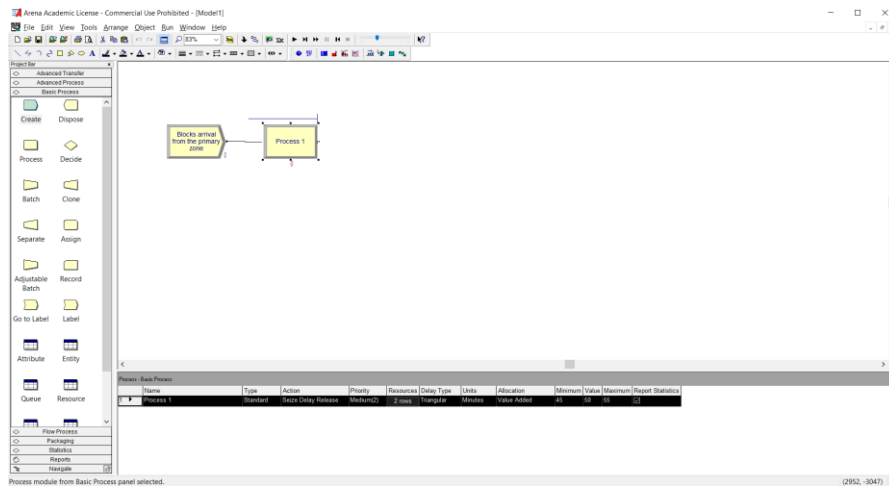 Arena Academic License - Commercial Use Prohibited - [Model1]
File Edit View Tools Arrange Object Run Window Help
83%
Project Bar
Advanced Transfer
Advanced Process
Basic Process
Create Dispose
Process Decide
Batch Clone
Separate Assign
Adjustable Batch Record
Go to Label Label
Attribute Entity
Queue Resource
Flow Process
Packaging
Statistics
Reports
Navigate
Blocks arrival
from the primary
zone
Process 1
Process - Basic Process
Name Type Action Priority Resources Delay Type Units Allocation Minimum Value Maximum Report Statistics
1 Process 1 Standard Seize Delay Release Medium(2) 2 rows Triangular Minutes Value Added 45 50 55
Process module from Basic Process panel selected. (2952, -3047)